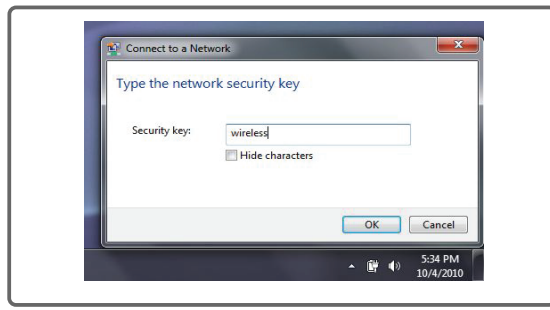 Connect to a Network
Type the network security key
Security key:
wireless
Hide characters
OK Cancel
5:34 PM
10/4/2010